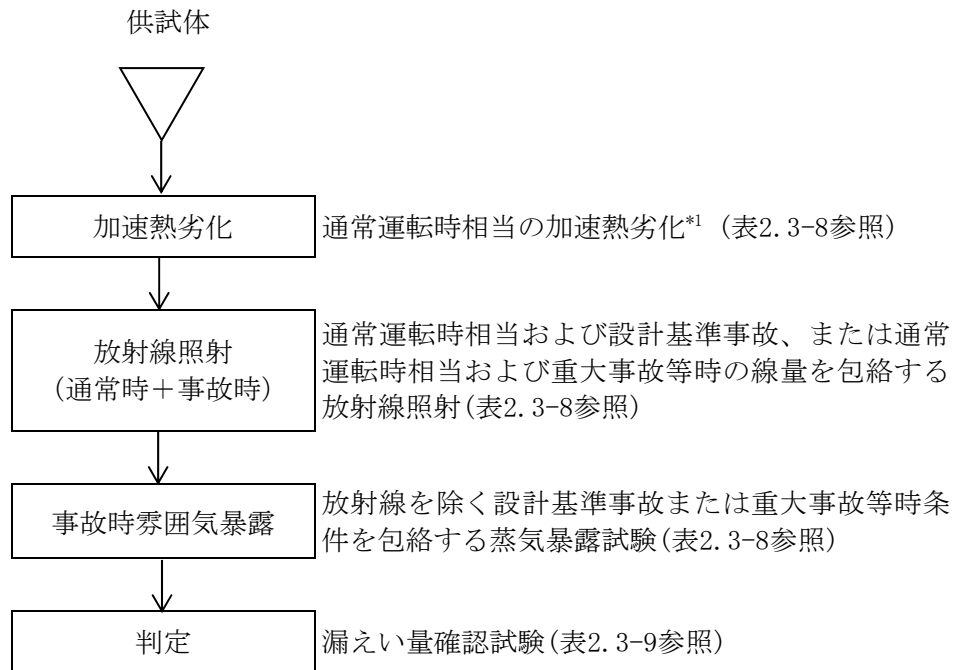 供試体
加速熱劣化
通常運転時相当の加速熱劣化*1 (表2.3-8参照)
放射線照射
(通常時＋事故時)
通常運転時相当および設計基準事故、または通常
運転時相当および重大事故等時の線量を包絡する
放射線照射(表2.3-8参照)
事故時雰囲気暴露
放射線を除く設計基準事故または重大事故等時条
件を包絡する蒸気暴露試験(表2.3-8参照)
判定
漏えい量確認試験(表2.3-9参照)